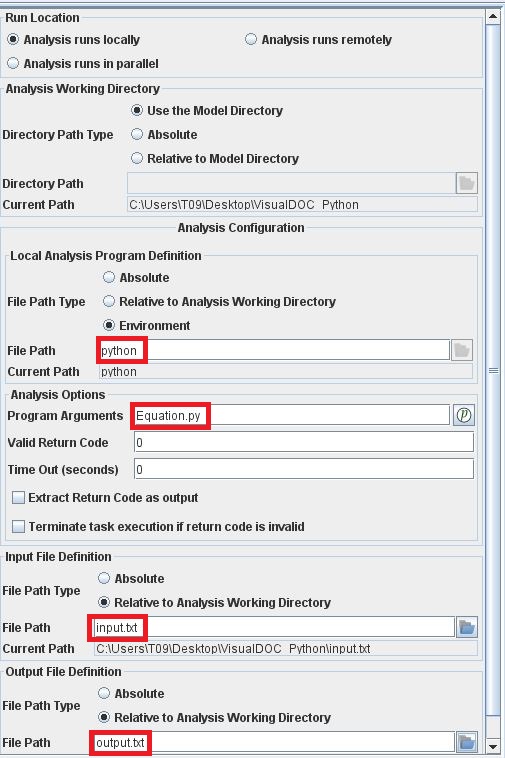 Run Location
Analysis runs locally Analysis runs remotely
Analysis runs in parallel
Analysis Working Directory
Use the Model Directory
Directory Path Type Absolute
Relative to Model Directory
Directory Path
Current Path C:\Users\T09\Desktop\VisualDOC_Python
Analysis Configuration
Local Analysis Program Definition
Absolute
File Path Type Relative to Analysis Working Directory
Environment
File Path python
Current Path python
Analysis Options
Program Arguments Equation.py p
Valid Return Code 0
Time Out (seconds) 0
Extract Return Code as output
Terminate task execution if return code is invalid
Input File Definition
Absolute
File Path Type
Relative to Analysis Working Directory
File Path input.txt
Current Path C:\Users\T09\Desktop\VisualDOC_Python\input.txt
Output File Definition
Absolute
File Path Type
Relative to Analysis Working Directory
File Path output.txt